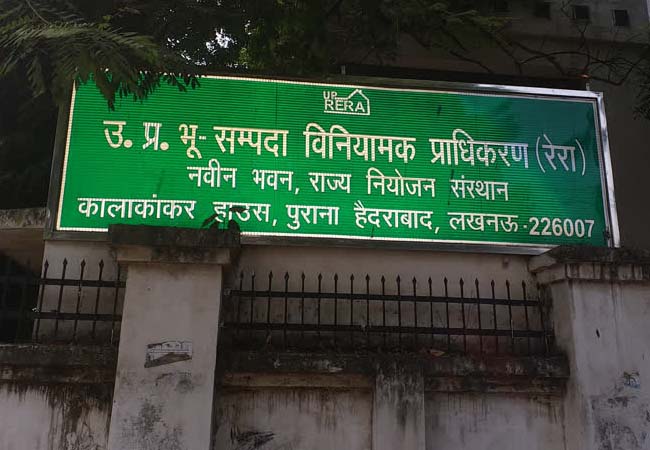 UP
RERA
उ. प्र. भू- सम्पदा विनियामक प्राधिकरण (रेरा)
नवीन भवन, राज्य नियोजन संस्थान
कालाकांकर हाउस, पुराना हैदराबाद, लखनऊ-226007